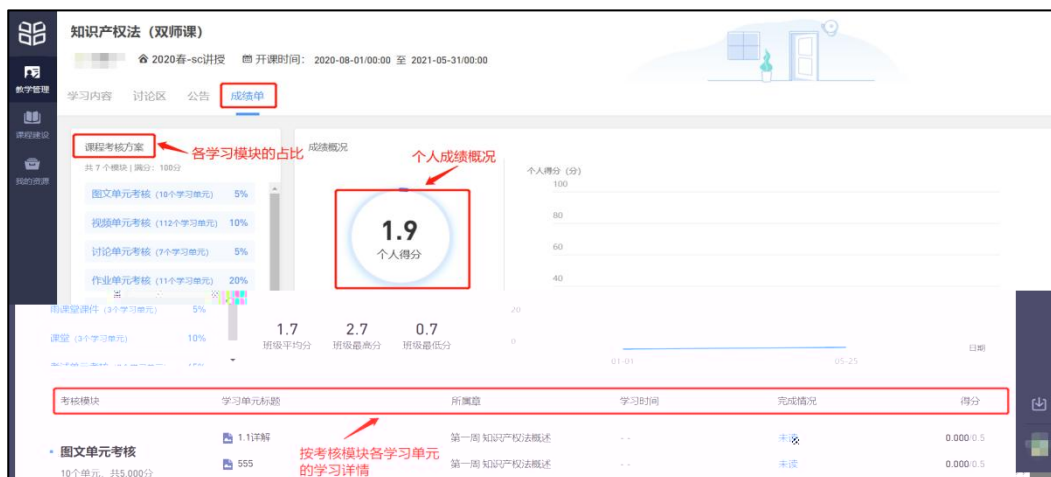 知识产权法（双师课）
2020春-sc讲授 开课时间： 2020-08-01/00:00 至 2021-05-31/00:00
教学管理
学习内容 讨论区 公告 成绩单
课程建设
我的资源
课程考核方案
各学习模块的占比
共 7 个模块 | 满分：100分
图文单元考核 (10个学习单元) 5%
视频单元考核 (112个学习单元) 10%
讨论单元考核 (7个学习单元) 5%
作业单元考核 (11个学习单元) 20%
雨课堂课件 (3个学习单元) 5%
课堂 (3个学习单元) 10%
成绩概况
个人成绩概况
1.9
个人得分
1.7 2.7 0.7
班级平均分 班级最高分 班级最低分
个人得分 (分)
100
80
60
40
20
0
日期
01-01 05-25
考核模块 学习单元标题 所属章 学习时间 完成情况 得分
图文单元考核
10个单元，共5.000分
1.1详解 第一周 知识产权法概述 - - 未读 0.000/0.5
555 第一周 知识产权法概述 - - 未读 0.000/0.5
按考核模块各学习单元
的学习详情